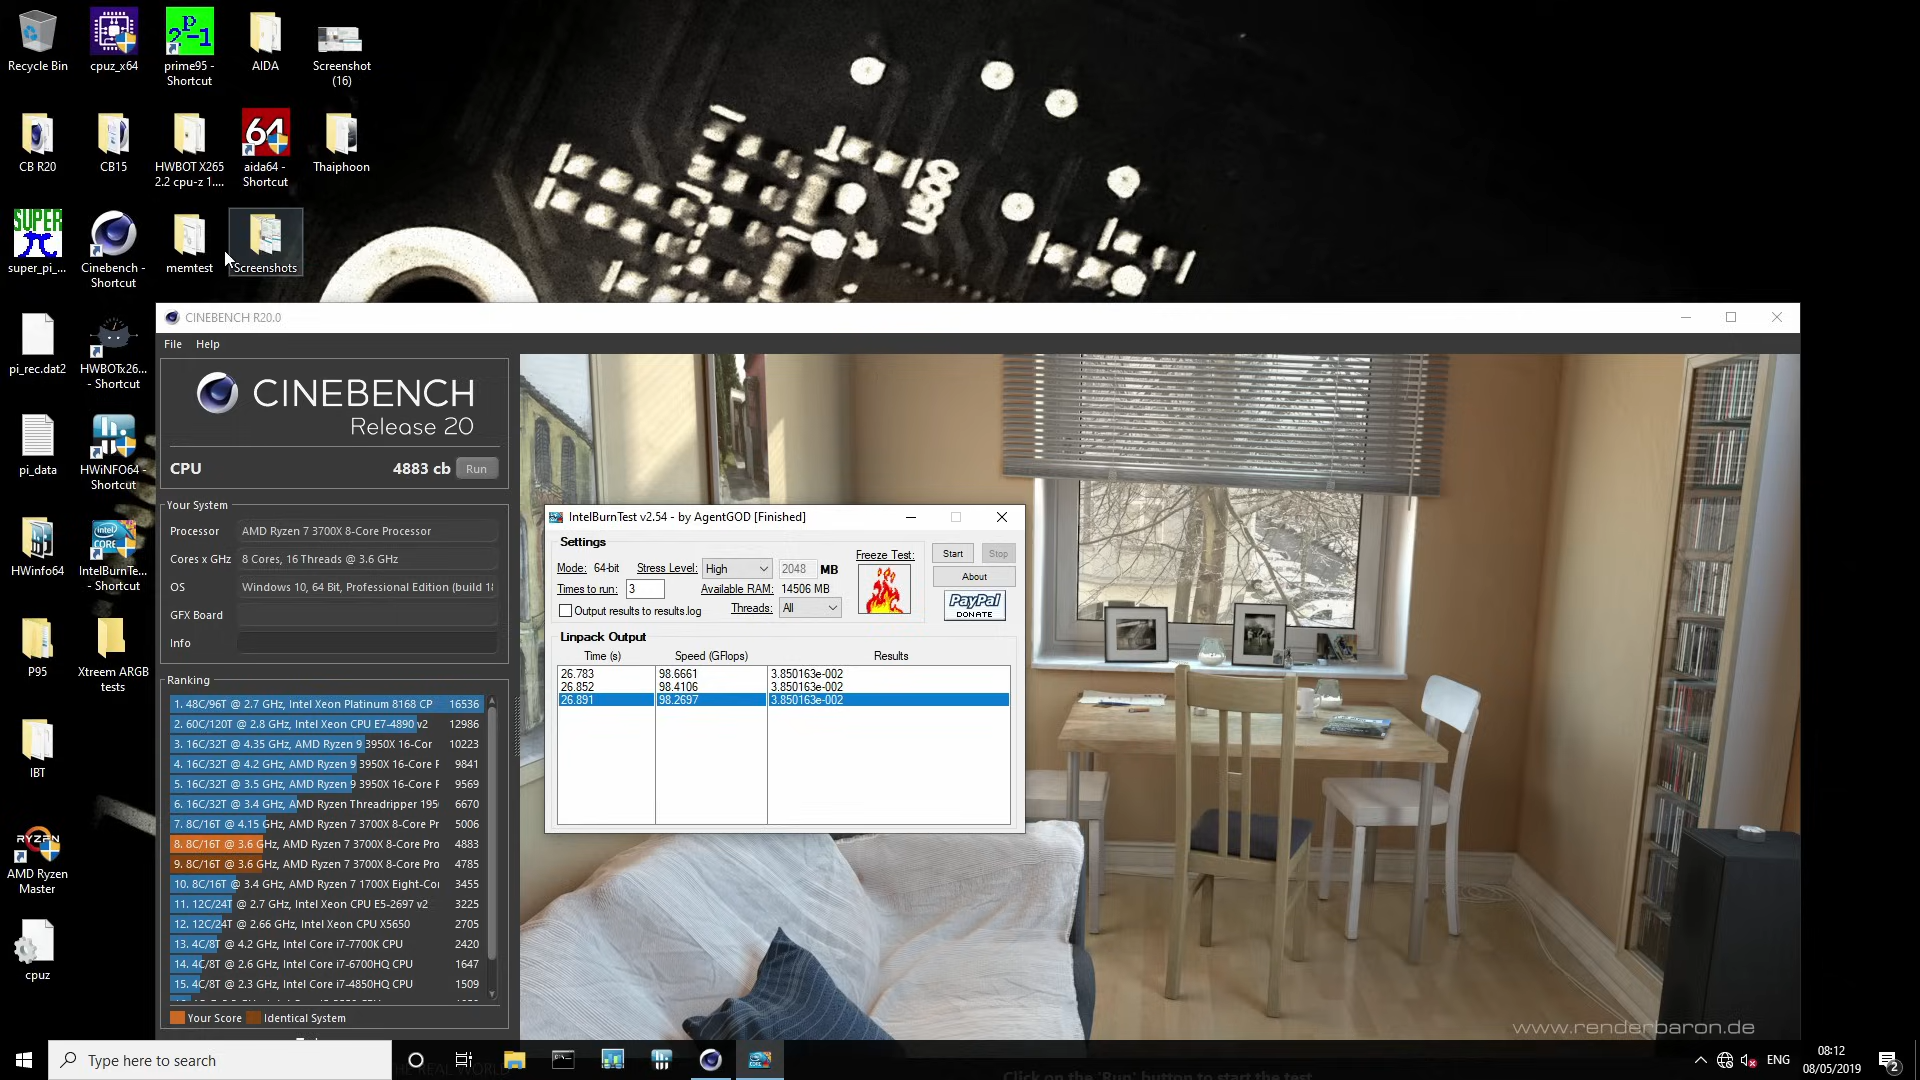 Recycle Bin
cpuz_x64
prime95 -
Shortcut
AIDA
Screenshot
(16)
CB R20
CB15
HWBOT X265
2.2 cpu-z 1....
64
aida64 -
Shortcut
Thaiphoon
SUPER
super_pi_...
Cinebench -
Shortcut
memtest
Screenshots
pi_rec.dat2
HWBOTx26...
- Shortcut
pi_data
HWiNFO64 -
Shortcut
HWinfo64
IntelBurnTe...
- Shortcut
P95
Xtreem ARGB
tests
IBT
RYZEN
AMD Ryzen
Master
cpuz
CINEBENCH R20.0
File Help
CINEBENCH
Release 20
CPU 4883 cb Run
Your System
Processor AMD Ryzen 7 3700X 8-Core Processor
Cores x GHz 8 Cores, 16 Threads @ 3.6 GHz
OS Windows 10, 64 Bit, Professional Edition (build 18
GFX Board
Info
Ranking
1. 48C/96T @ 2.7 GHz, Intel Xeon Platinum 8168 CP 16536
2. 60C/120T @ 2.8 GHz, Intel Xeon CPU E7-4890 v2 12986
3. 16C/32T @ 4.35 GHz, AMD Ryzen 9 3950X 16-Cor 10223
4. 16C/32T @ 4.2 GHz, AMD Ryzen 9 3950X 16-Core F 9841
5. 16C/32T @ 3.5 GHz, AMD Ryzen 9 3950X 16-Core F 9569
6. 16C/32T @ 3.4 GHz, AMD Ryzen Threadripper 195 6670
7. 8C/16T @ 4.15 GHz, AMD Ryzen 7 3700X 8-Core Pr 5006
8. 8C/16T @ 3.6 GHz, AMD Ryzen 7 3700X 8-Core Pro 4883
9. 8C/16T @ 3.6 GHz, AMD Ryzen 7 3700X 8-Core Pro 4785
10. 8C/16T @ 3.4 GHz, AMD Ryzen 7 1700X Eight-Cor 3455
11. 12C/24T @ 2.7 GHz, Intel Xeon CPU E5-2697 v2 3225
12. 12C/24T @ 2.66 GHz, Intel Xeon CPU X5650 2705
13. 4C/8T @ 4.2 GHz, Intel Core i7-7700K CPU 2420
14. 4C/8T @ 2.6 GHz, Intel Core i7-6700HQ CPU 1647
15. 4C/8T @ 2.3 GHz, Intel Core i7-4850HQ CPU 1509
Your Score Identical System
IntelBurnTest v2.54 - by AgentGOD [Finished]
Settings
Mode: 64-bit Stress Level: High 2048 MB
Times to run: 3 Available RAM: 14506 MB
Output results to results.log Threads: All
Freeze Test:
Start Stop
About
PayPal
DONATE
Linpack Output
Time (s) Speed (GFlops) Results
26.783 98.6661 3.850163e-002
26.852 98.4106 3.850163e-002
26.891 98.2697 3.850163e-002
www.renderbaron.de
Click on the 'Run' button to start the test
Type here to search
ENG
08:12
08/05/2019
2